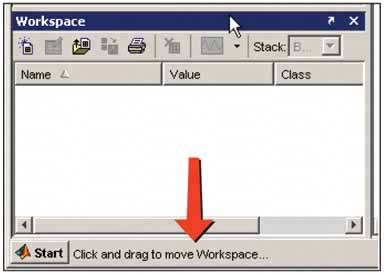 Workspace
Stack: B...
Name Value Class
Start Click and drag to move Workspace...